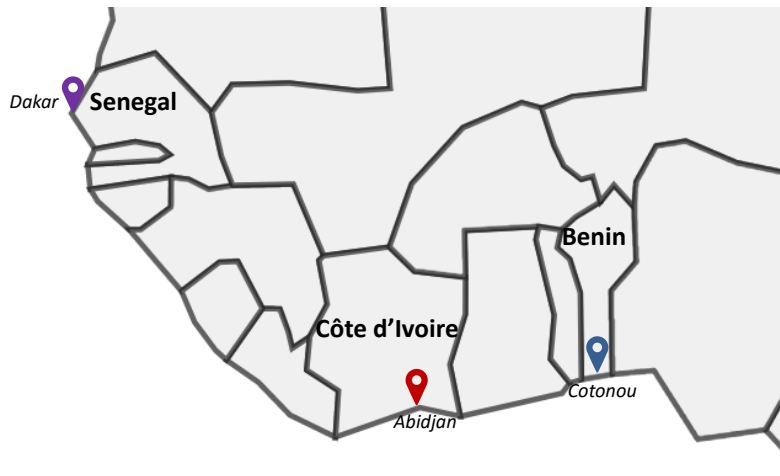 Dakar
Senegal
Benin
Côte d'Ivoire
Cotonou
Abidjan